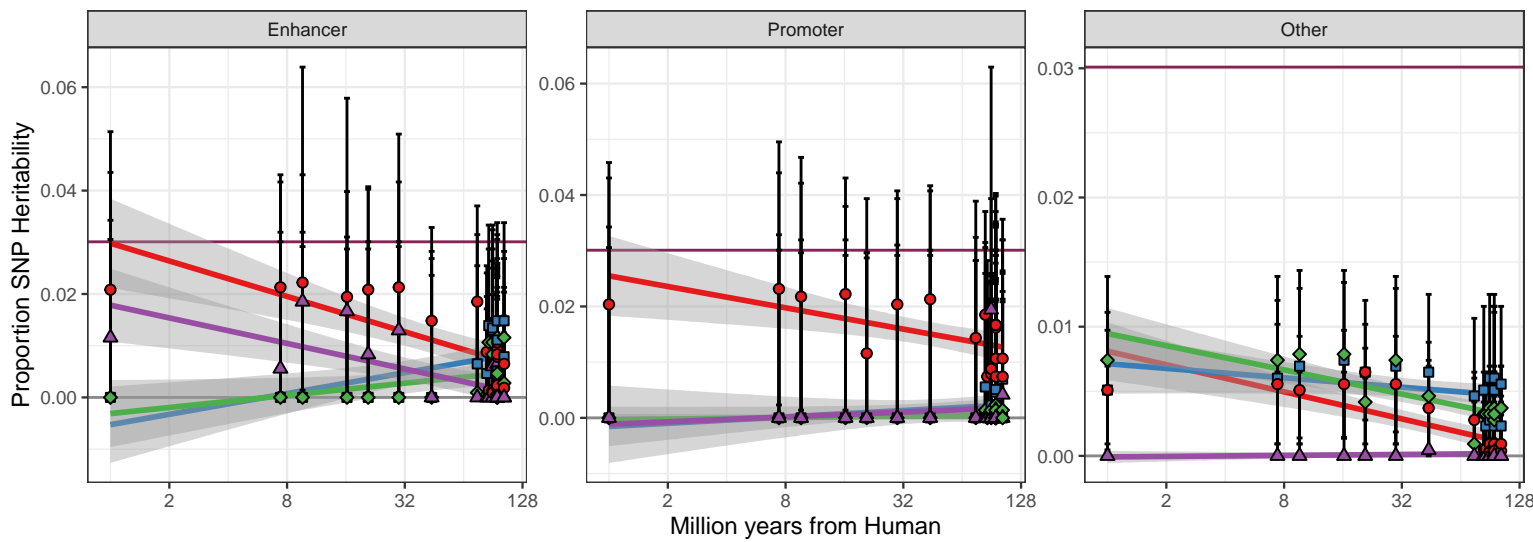 Enhancer
Promoter
Other
Proportion SNP Heritability
0.06
0.04
0.02
0.00
0.06
0.04
0.02
0.00
0.03
0.02
0.01
0.00
2 8 32 128
2 8 32 128
2 8 32 128
Million years from Human